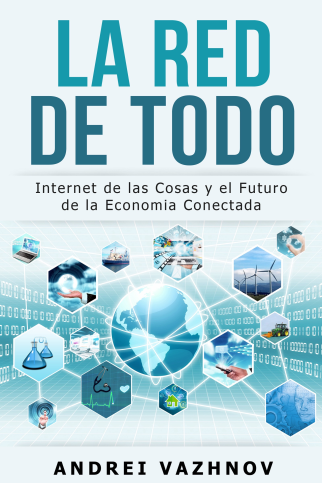 LA RED
DE TODO
Internet de las Cosas y el Futuro
de la Economia Conectada
ANDREI VAZHNOV